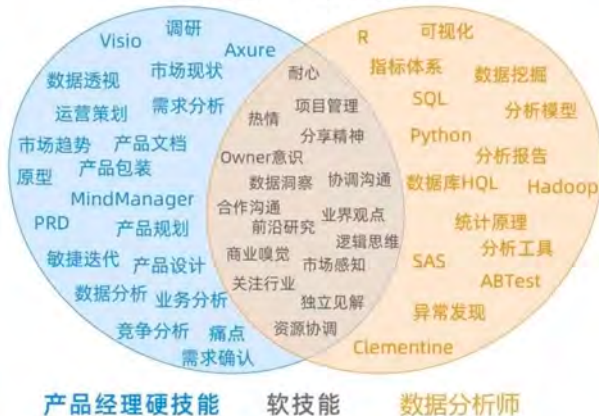 Visio
调研
Axure
数据透视
市场现状
运营策划
需求分析
市场趋势
产品文档
原型
产品包装
MindManager
PRD
产品规划
敏捷迭代
产品设计
数据分析
业务分析
竞争分析
痛点
需求确认
耐心
热情
项目管理
分享精神
Owner意识
数据洞察
协调沟通
合作沟通
业界观点
前沿研究
逻辑思维
商业嗅觉
市场感知
关注行业
独立见解
资源协调
R
可视化
指标体系
数据挖掘
SQL
分析模型
Python
分析报告
数据库HQL
Hadoop
统计原理
分析工具
SAS
ABTest
异常发现
Clementine
产品经理硬技能 软技能 数据分析师